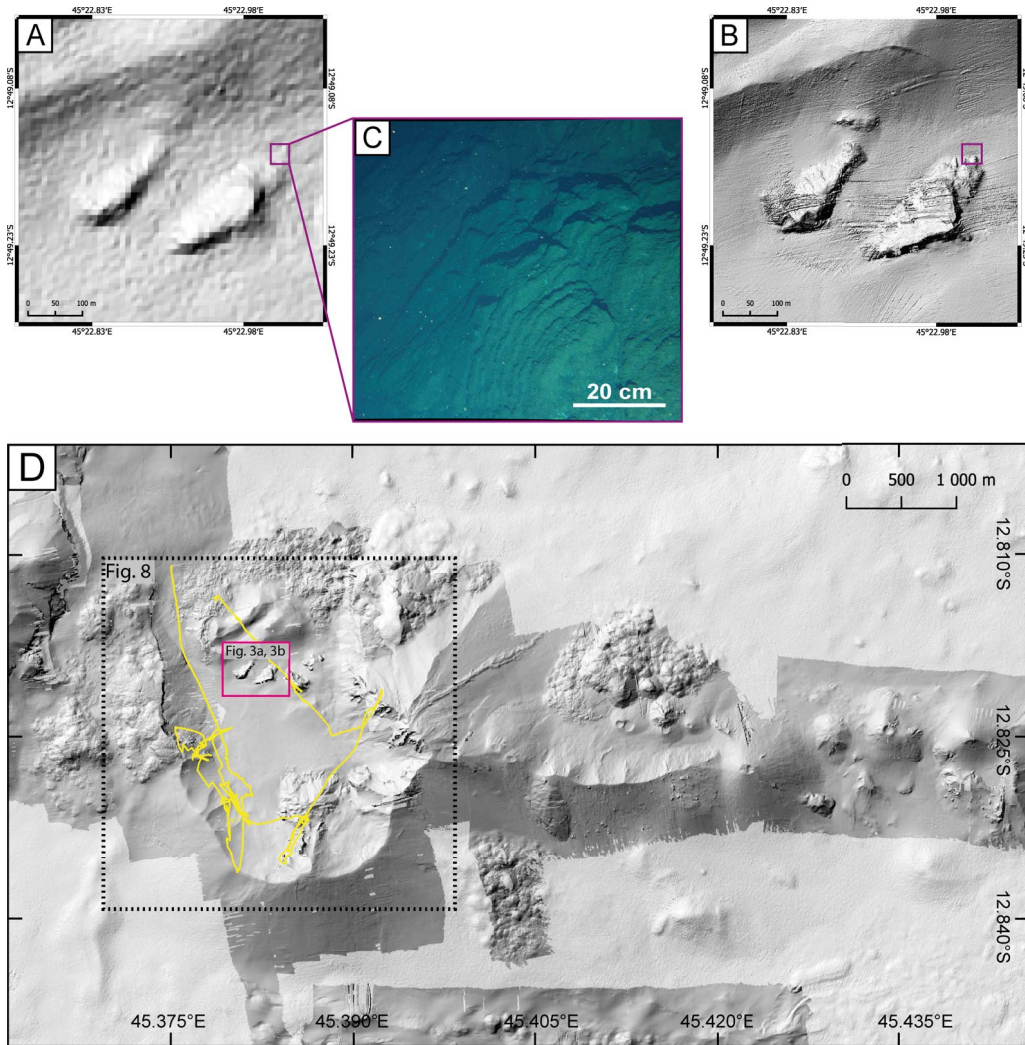 45°22.83'E 45°22.98'E
45°22.83'E 45°22.98'E
A
B
C
12°49.08'S
12°49.08'S
12°49.08'S
12°49.23'S
12°49.23'S
12°49.23'S
20 cm
0 50 100 m
0 50 100 m
45°22.83'E 45°22.98'E
45°22.83'E 45°22.98'E
D
0 500 1 000 m
Fig. 8
Fig. 3a, 3b
12.810°S
12.825°S
12.840°S
45.375°E 45.390°E 45.405°E 45.420°E 45.435°E